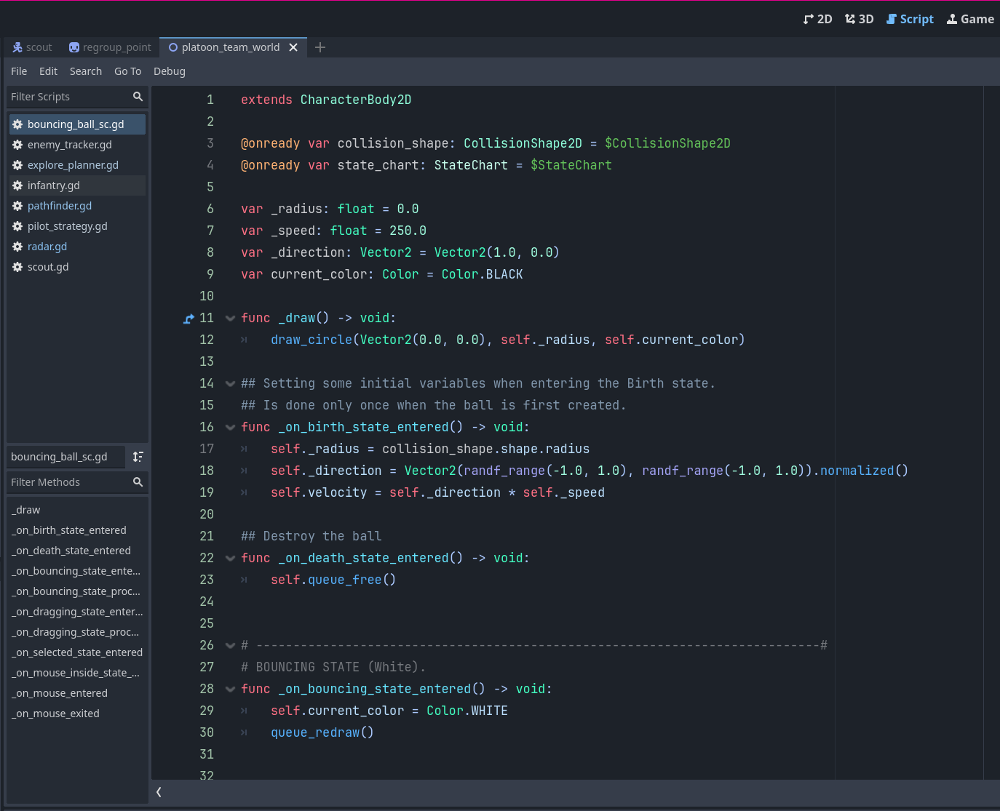 2D 3D Script Game
scout regroup_point platoon_team_world
File Edit Search Go To Debug
Filter Scripts
bouncing_ball_sc.gd
enemy_tracker.gd
explore_planner.gd
infantry.gd
pathfinder.gd
pilot_strategy.gd
radar.gd
scout.gd
bouncing_ball_sc.gd
Filter Methods
_draw
_on_birth_state_entered
_on_death_state_entered
_on_bouncing_state_ente...
_on_bouncing_state_proc...
_on_dragging_state_enter...
_on_dragging_state_proc...
_on_selected_state_entered
_on_mouse_inside_state_...
_on_mouse_entered
_on_mouse_exited
1 extends CharacterBody2D
2
3 @onready var collision_shape: CollisionShape2D = $CollisionShape2D
4 @onready var state_chart: StateChart = $StateChart
5
6 var _radius: float = 0.0
7 var _speed: float = 250.0
8 var _direction: Vector2 = Vector2(1.0, 0.0)
9 var current_color: Color = Color.BLACK
10
11 func _draw() -> void:
12 draw_circle(Vector2(0.0, 0.0), self._radius, self.current_color)
13
14 ## Setting some initial variables when entering the Birth state.
15 ## Is done only once when the ball is first created.
16 func _on_birth_state_entered() -> void:
17 self._radius = collision_shape.shape.radius
18 self._direction = Vector2(randf_range(-1.0, 1.0), randf_range(-1.0, 1.0)).normalized()
19 self.velocity = self._direction * self._speed
20
21 ## Destroy the ball
22 func _on_death_state_entered() -> void:
23 self.queue_free()
24
25
26 # ----------------------------------------------------------------------------#
27 # BOUNCING STATE (White).
28 func _on_bouncing_state_entered() -> void:
29 self.current_color = Color.WHITE
30 queue_redraw()
31
32